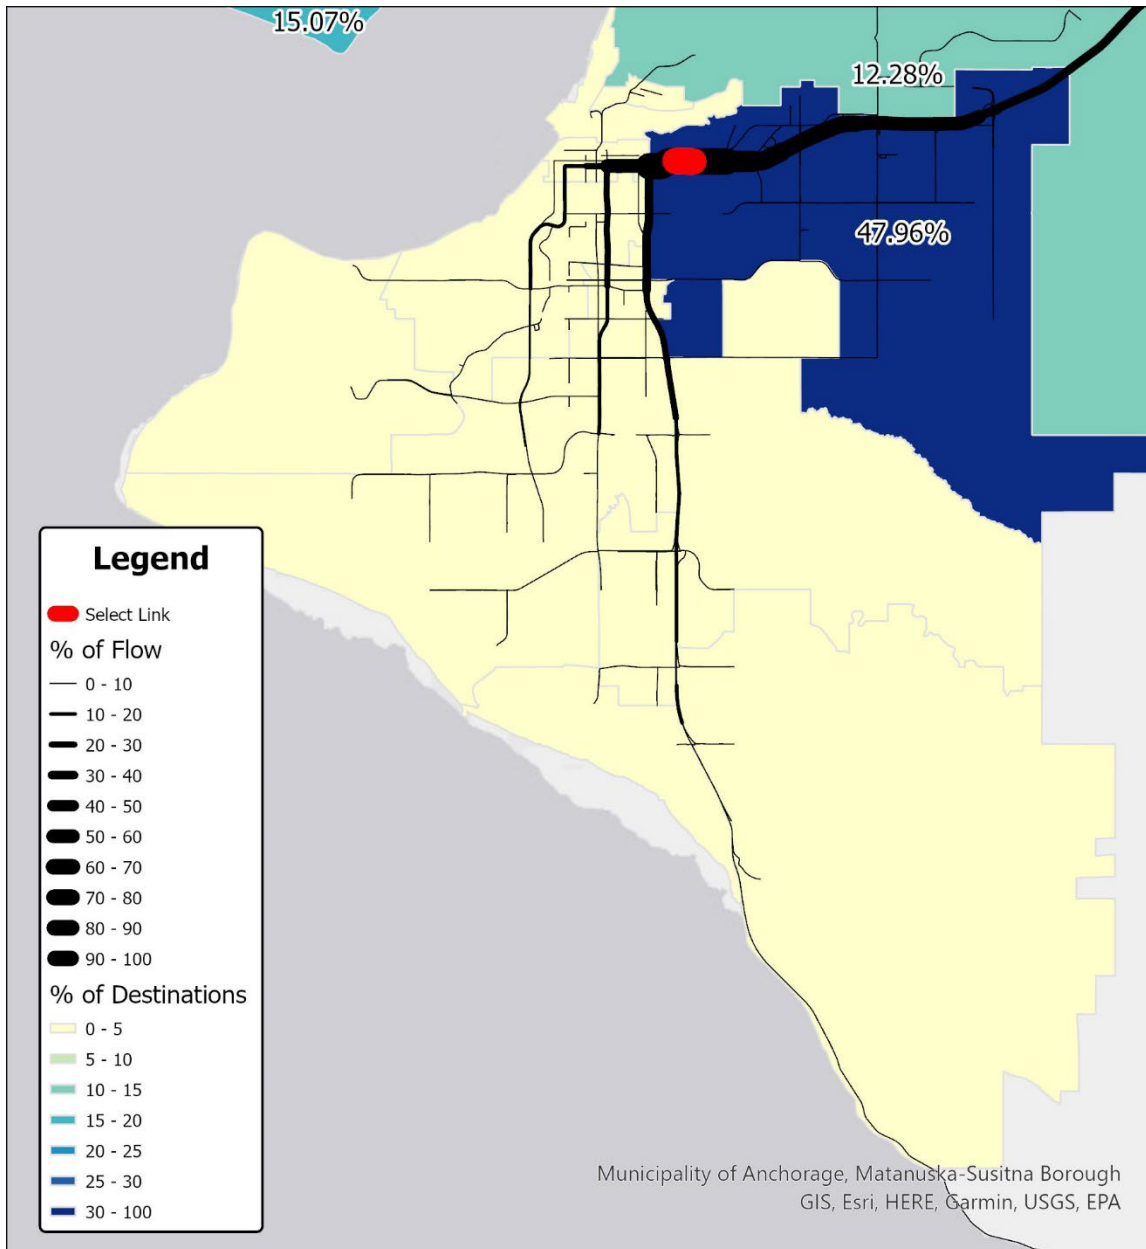 15.07%
12.28%
47.96%
Legend
Select Link
% of Flow
0 - 10
10 - 20
20 - 30
30 - 40
40 - 50
50 - 60
60 - 70
70 - 80
80 - 90
90 - 100
% of Destinations
0 - 5
5 - 10
10 - 15
15 - 20
20 - 25
25 - 30
30 - 100
Municipality of Anchorage, Matanuska-Susitna Borough
GIS, Esri, HERE, Garmin, USGS, EPA